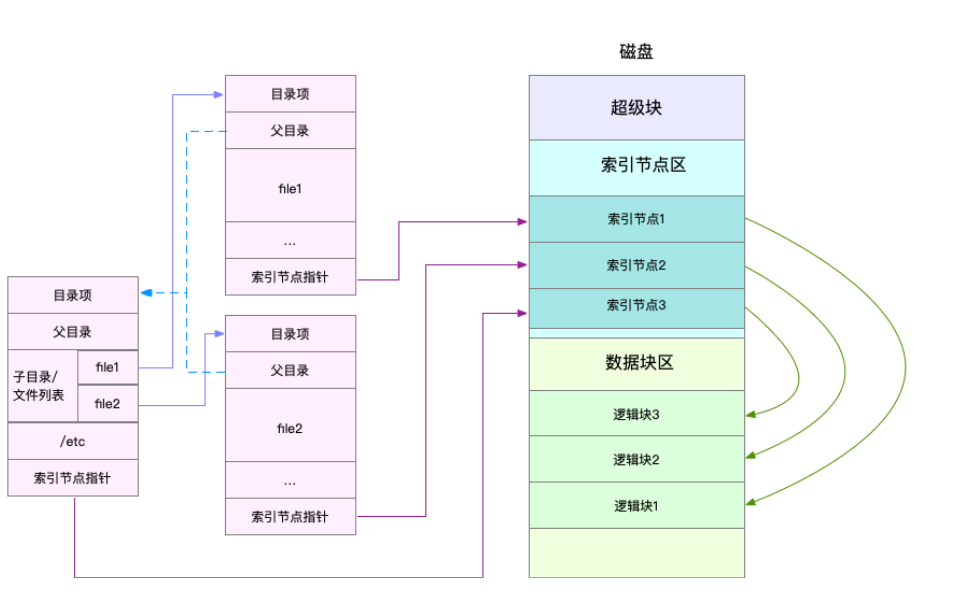 磁盘
目录项
父目录
file1
...
索引节点指针
目录项
父目录
file2
...
索引节点指针
目录项
父目录
子目录/
文件列表
file1
file2
/etc
索引节点指针
超级块
索引节点区
索引节点1
索引节点2
索引节点3
数据块区
逻辑块3
逻辑块2
逻辑块1